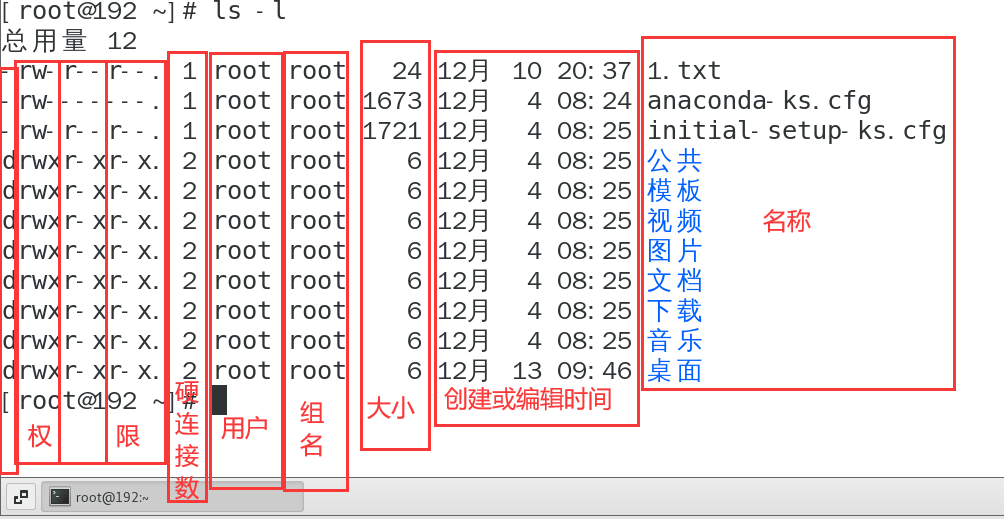 [root@192 ~]# ls -l
总用量 12
-rw-r--r--. 1 root root 24 12月 10 20:37 1.txt
-rw-------. 1 root root 1673 12月 4 08:24 anaconda-ks.cfg
-rw-r--r--. 1 root root 1721 12月 4 08:25 initial-setup-ks.cfg
drwxr-xr-x. 2 root root 6 12月 4 08:25 公共
drwxr-xr-x. 2 root root 6 12月 4 08:25 模板
drwxr-xr-x. 2 root root 6 12月 4 08:25 视频
drwxr-xr-x. 2 root root 6 12月 4 08:25 图片
drwxr-xr-x. 2 root root 6 12月 4 08:25 文档
drwxr-xr-x. 2 root root 6 12月 4 08:25 下载
drwxr-xr-x. 2 root root 6 12月 4 08:25 音乐
drwxr-xr-x. 2 root root 6 12月 13 09:46 桌面
[root@192 ~]#
权 限
硬连接数
用户
组名
大小
创建或编辑时间
名称
root@192:~